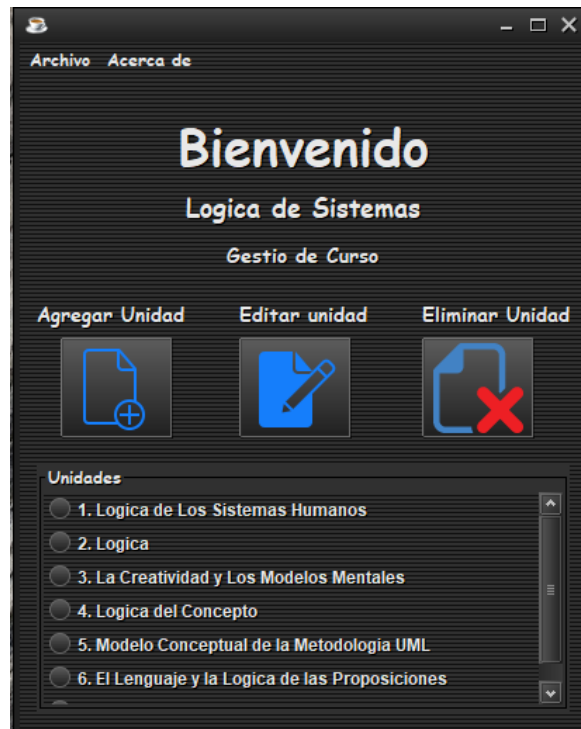 Archivo Acerca de
Bienvenido
Logica de Sistemas
Gestio de Curso
Agregar Unidad Editar unidad Eliminar Unidad
Unidades
1. Logica de Los Sistemas Humanos
2. Logica
3. La Creatividad y Los Modelos Mentales
4. Logica del Concepto
5. Modelo Conceptual de la Metodologia UML
6. El Lenguaje y la Logica de las Proposiciones